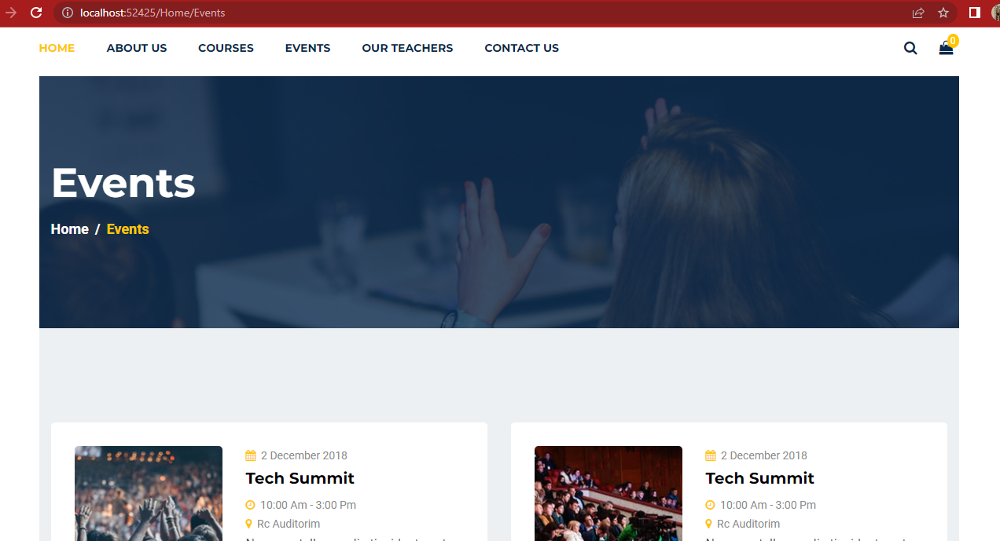 localhost:52425/Home/Events
HOME ABOUT US COURSES EVENTS OUR TEACHERS CONTACT US 0
Events
Home / Events
2 December 2018
Tech Summit
10:00 Am - 3:00 Pm
Rc Auditorim
2 December 2018
Tech Summit
10:00 Am - 3:00 Pm
Rc Auditorim